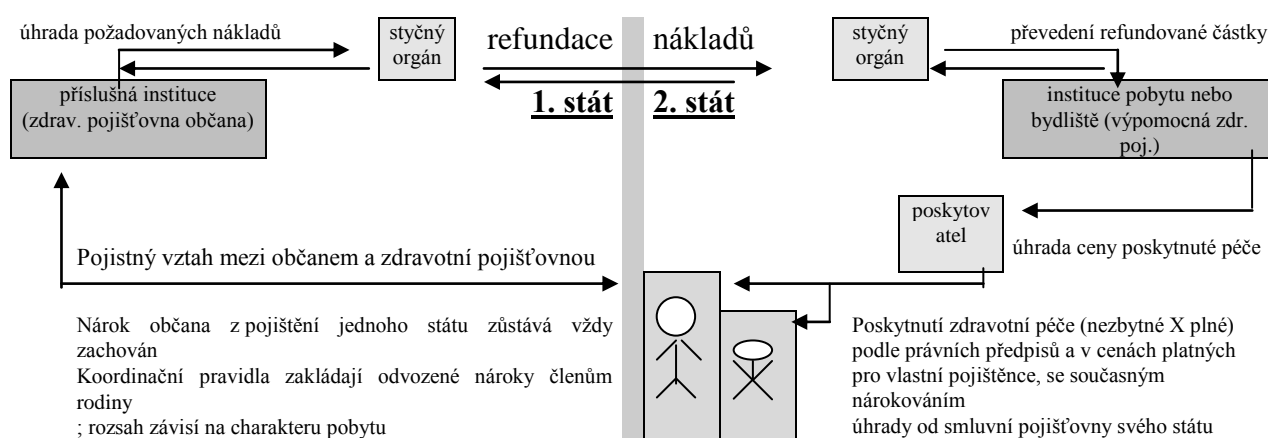 úhrada požadovaných nákladů
styčný
orgán
refundace nákladů
styčný
orgán
převedení refundované částky
1. stát 2. stát
příslušná instituce
(zdrav. pojišťovna občana)
instituce pobytu nebo
bydliště (výpomocná zdr.
poj.)
poskytov
atel
úhrada ceny poskytnuté péče
Pojistný vztah mezi občanem a zdravotní pojišťovnou
Nárok občana z pojištění jednoho státu zůstává vždy
zachován
Koordinační pravidla zakládají odvozené nároky členům
rodiny
; rozsah závisí na charakteru pobytu
Poskytnutí zdravotní péče (nezbytné X plné)
podle právních předpisů a v cenách platných
pro vlastní pojištěnce, se současným
nárokováním
úhrady od smluvní pojišťovny svého státu